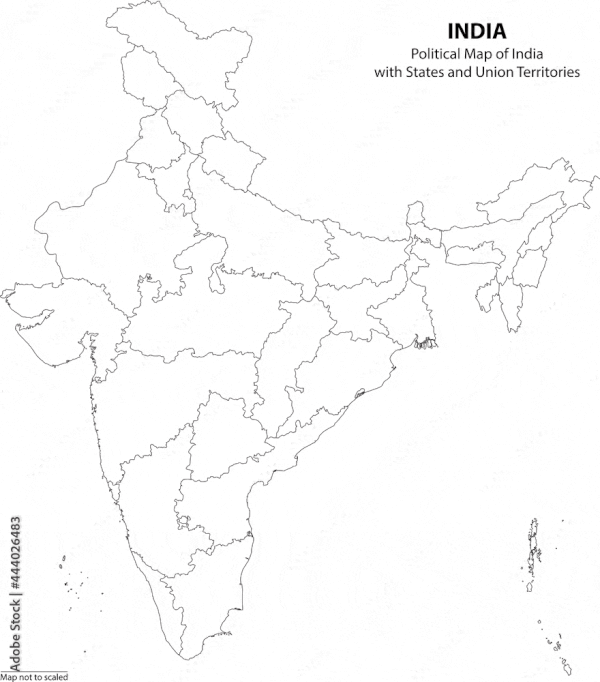 INDIA
Political Map of India
with States and Union Territories
Adobe Stock | #444026483
Map not to scaled